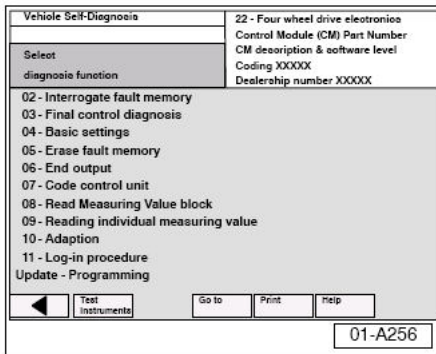 Vehicle Self-Diagnosis
22 - Four wheel drive electronics
Control Module (CM) Part Number
CM description & software level
Coding XXXXX
Dealership number XXXXX
Select
diagnosis function
02 - Interrogate fault memory
03 - Final control diagnosis
04 - Basic settings
05 - Erase fault memory
06 - End output
07 - Code control unit
08 - Read Measuring Value block
09 - Reading individual measuring value
10 - Adaption
11 - Log-in procedure
Update - Programming
Test
Instruments
Go to
Print
Help
01-A256